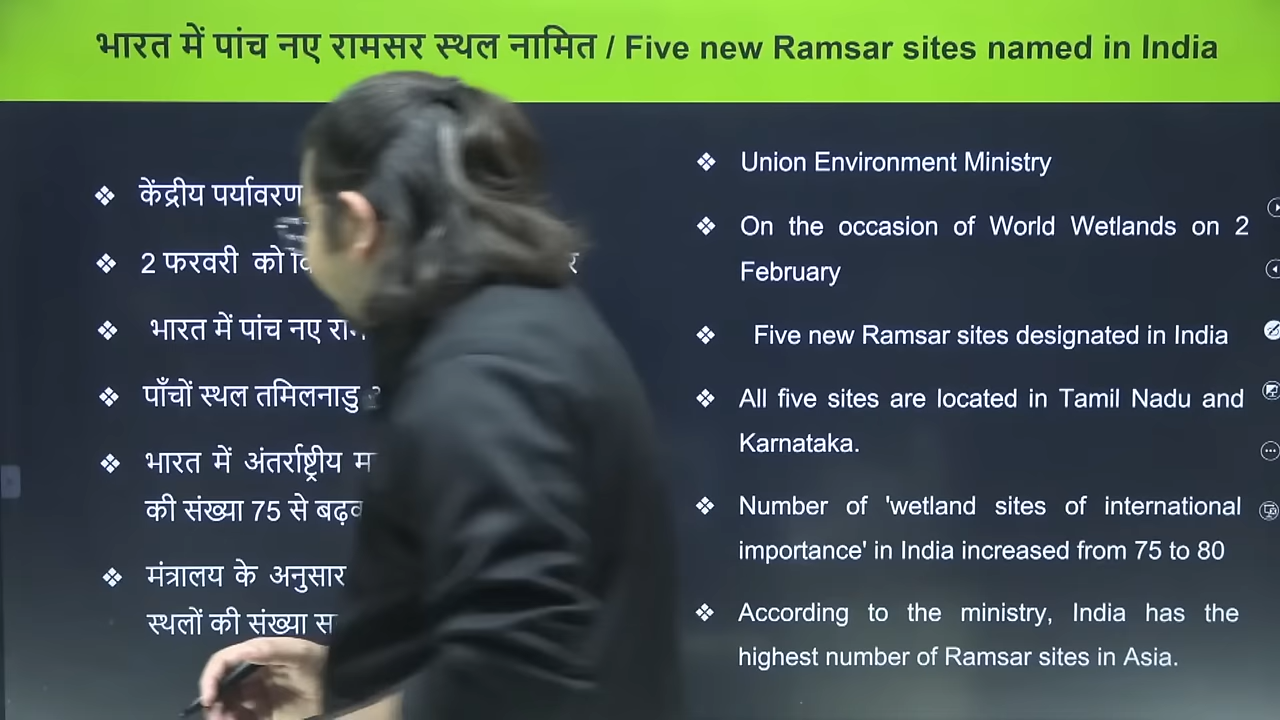 भारत में पांच नए रामसर स्थल नामित / Five new Ramsar sites named in India
केंद्रीय पर्यावरण
2 फरवरी को
भारत में पांच नए
पाँचों स्थल तमिलनाडु
भारत में अंतर्राष्ट्रीय
की संख्या 75 से
मंत्रालय के अनुसार
स्थलों की संख्या
Union Environment Ministry
On the occasion of World Wetlands on 2
February
Five new Ramsar sites designated in India
All five sites are located in Tamil Nadu and
Karnataka.
Number of 'wetland sites of international
importance' in India increased from 75 to 80
According to the ministry, India has the
highest number of Ramsar sites in Asia.